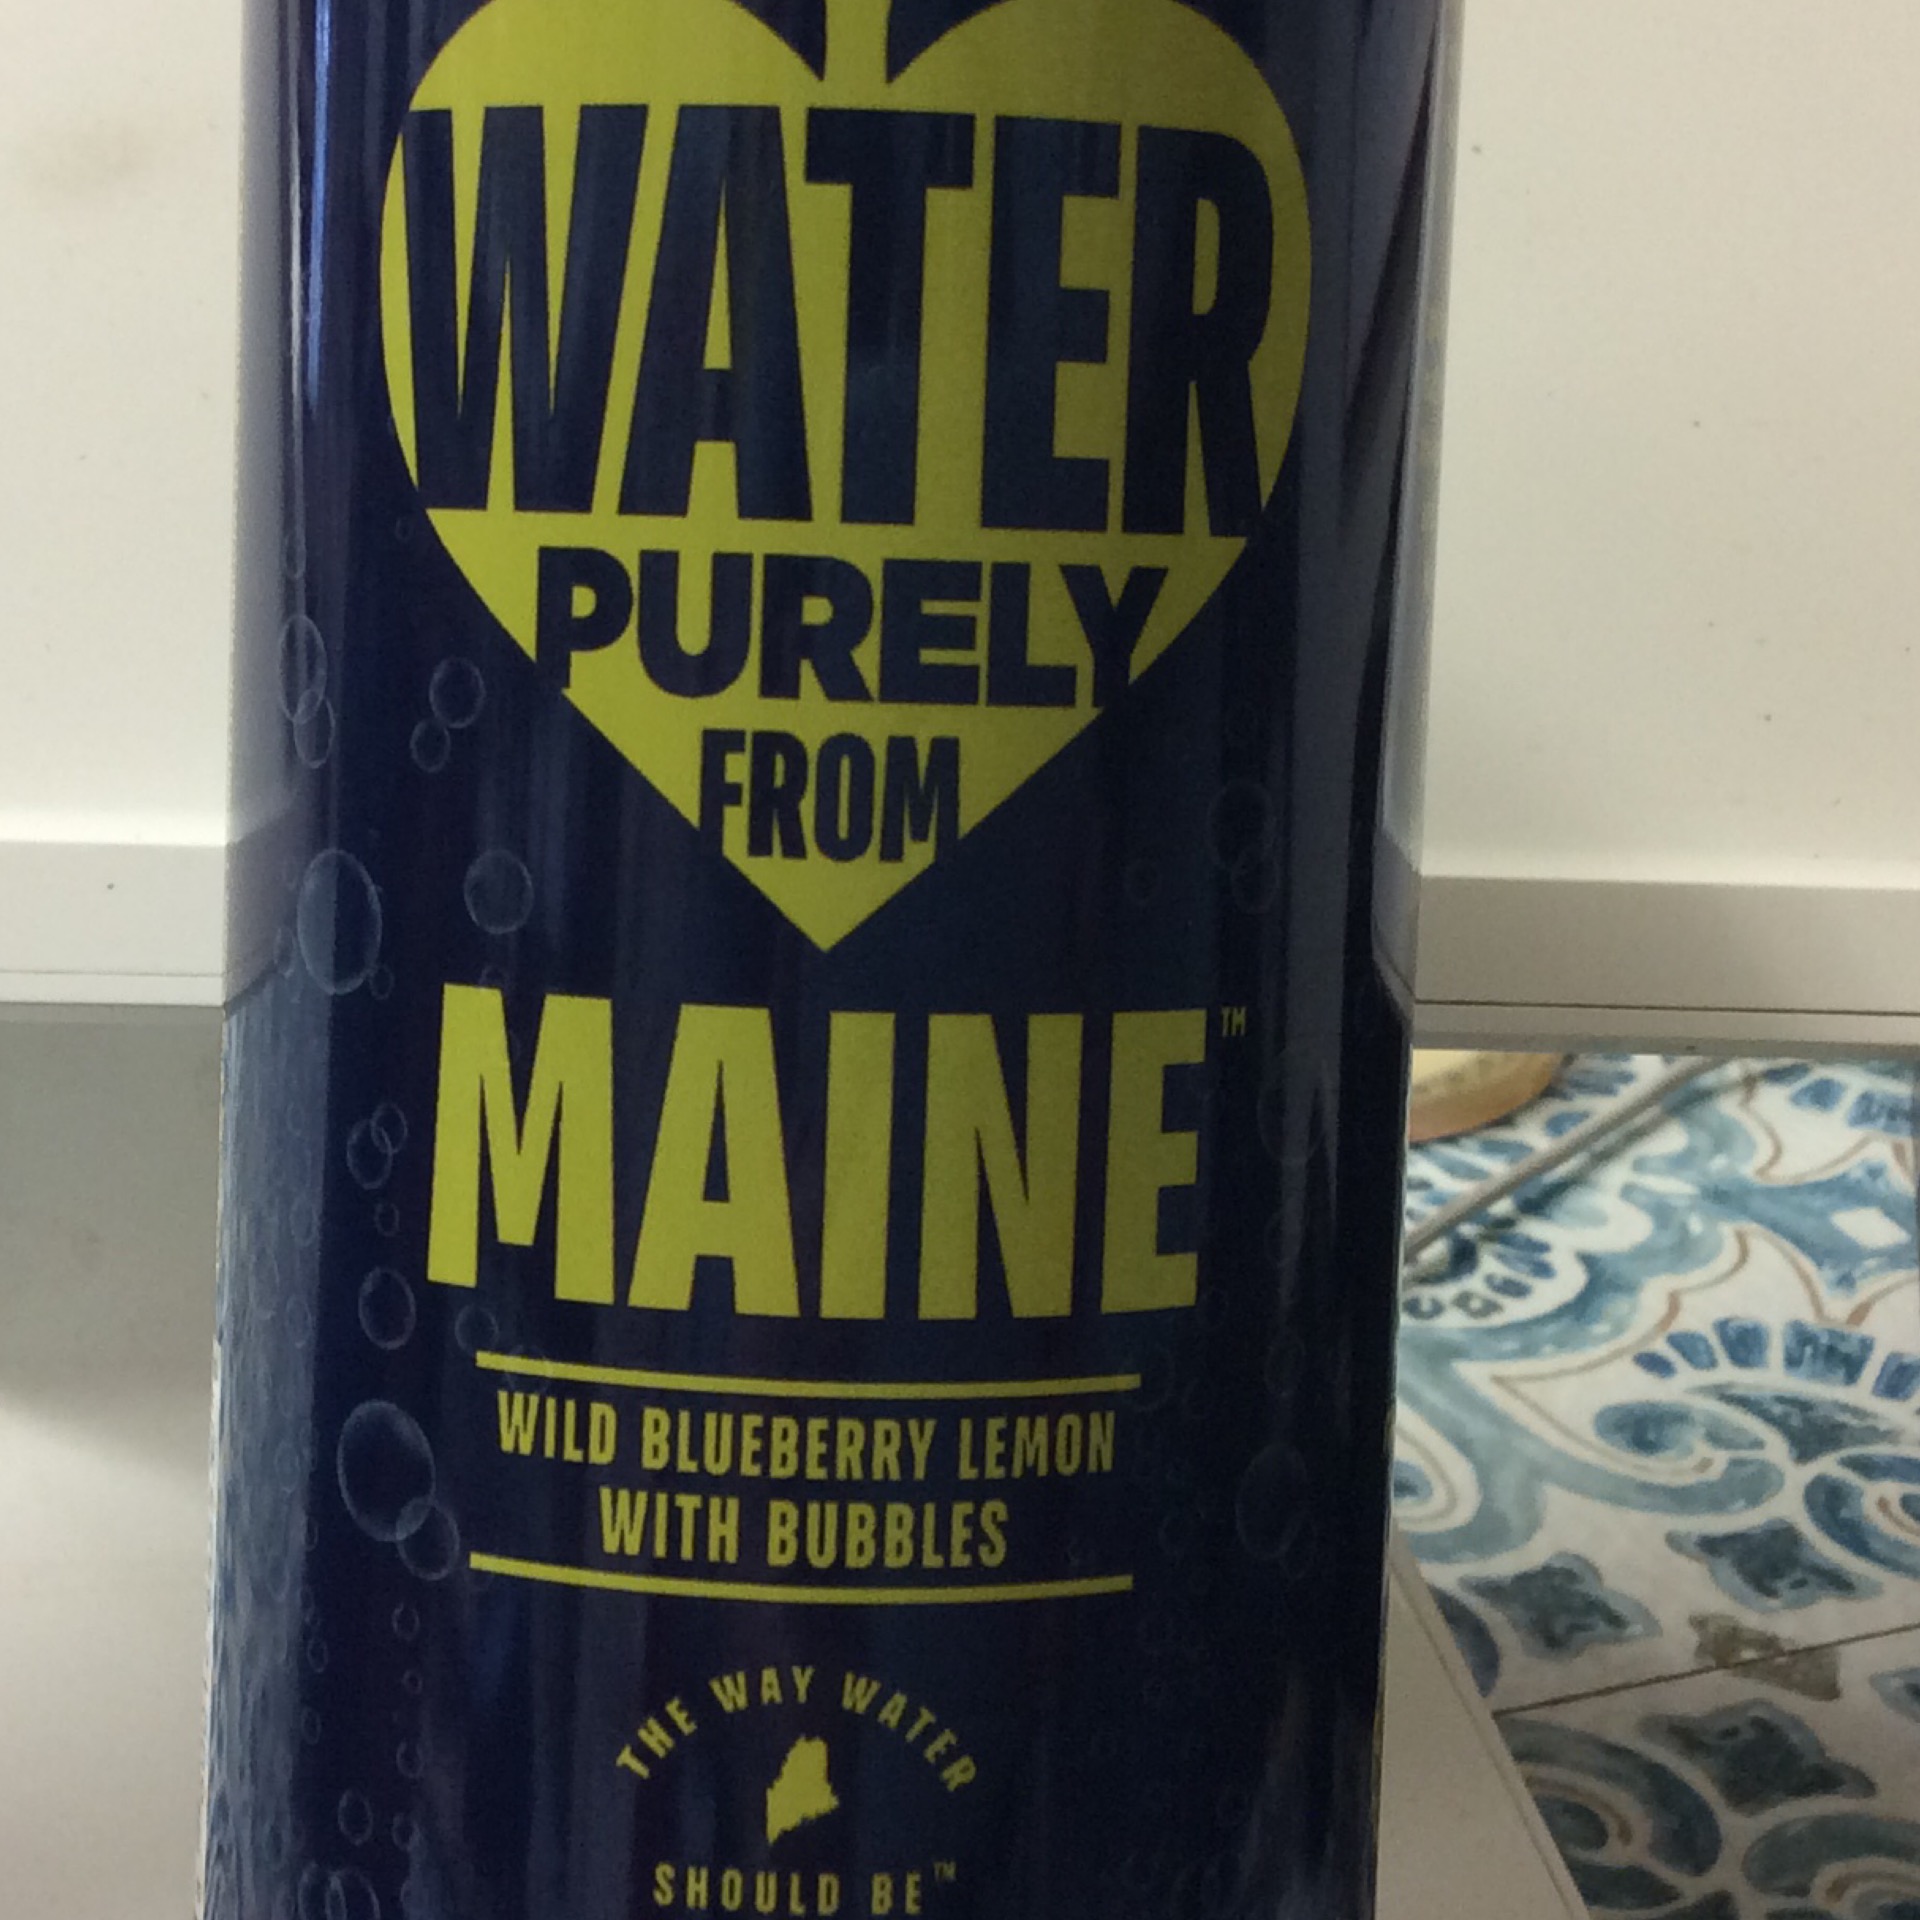 WATER
PURELY
FROM
MAINE™
WILD BLUEBERRY LEMON
WITH BUBBLES
THE WAY WATER
SHOULD BE™